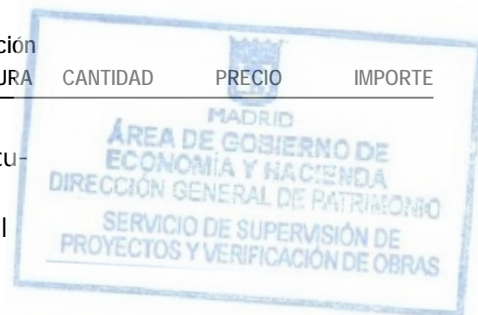 ción
URA CANTIDAD PRECIO IMPORTE
MADRID
ÁREA DE GOBIERNO DE
cu-
ECONOMÍA Y HACIENDA
DIRECCIÓN GENERAL DE PATRIMONIO
l
SERVICIO DE SUPERVISIÓN DE
PROYECTOS Y VERIFICACIÓN DE OBRAS